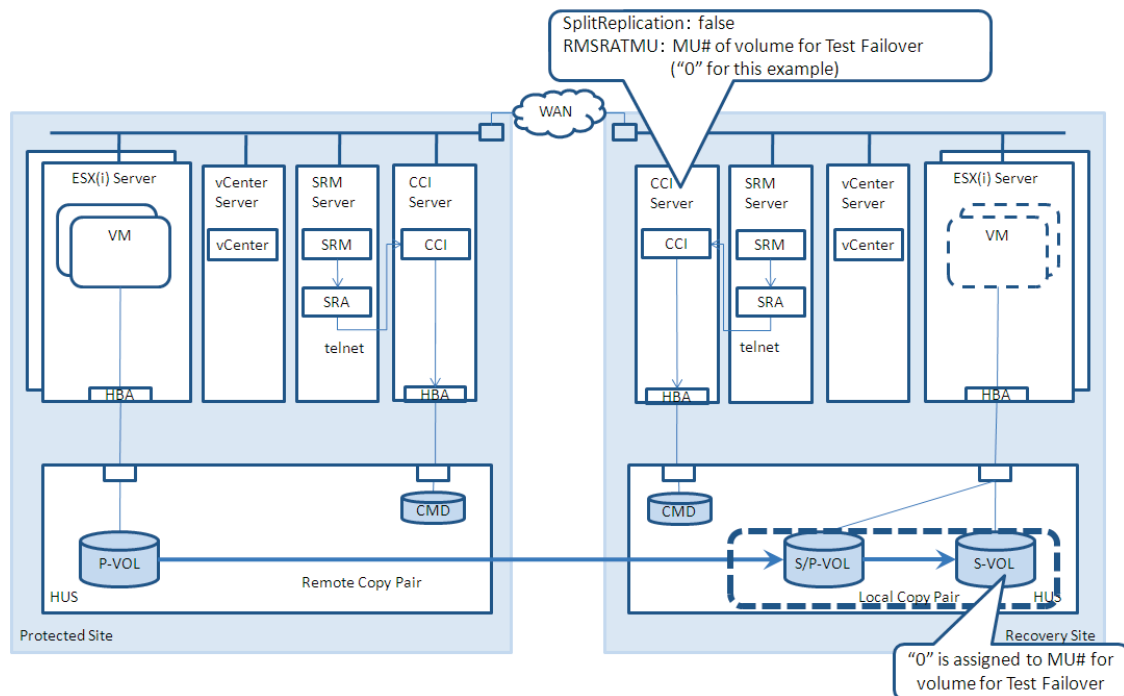 SplitReplication: false
RMSRATMU: MU# of volume for Test Failover
("0" for this example)
WAN
ESX(i) Server
VM
HBA
vCenter
Server
vCenter
SRM
Server
SRM
SRA
telnet
CCI
Server
CCI
HBA
CCI
Server
CCI
HBA
SRM
Server
SRM
SRA
telnet
vCenter
Server
vCenter
ESX(i) Server
VM
HBA
CMD
P-VOL
Remote Copy Pair
HUS
Protected Site
CMD
S/P-VOL
S-VOL
Local Copy Pair
HUS
Recovery Site
"0" is assigned to MU# for
volume for Test Failover